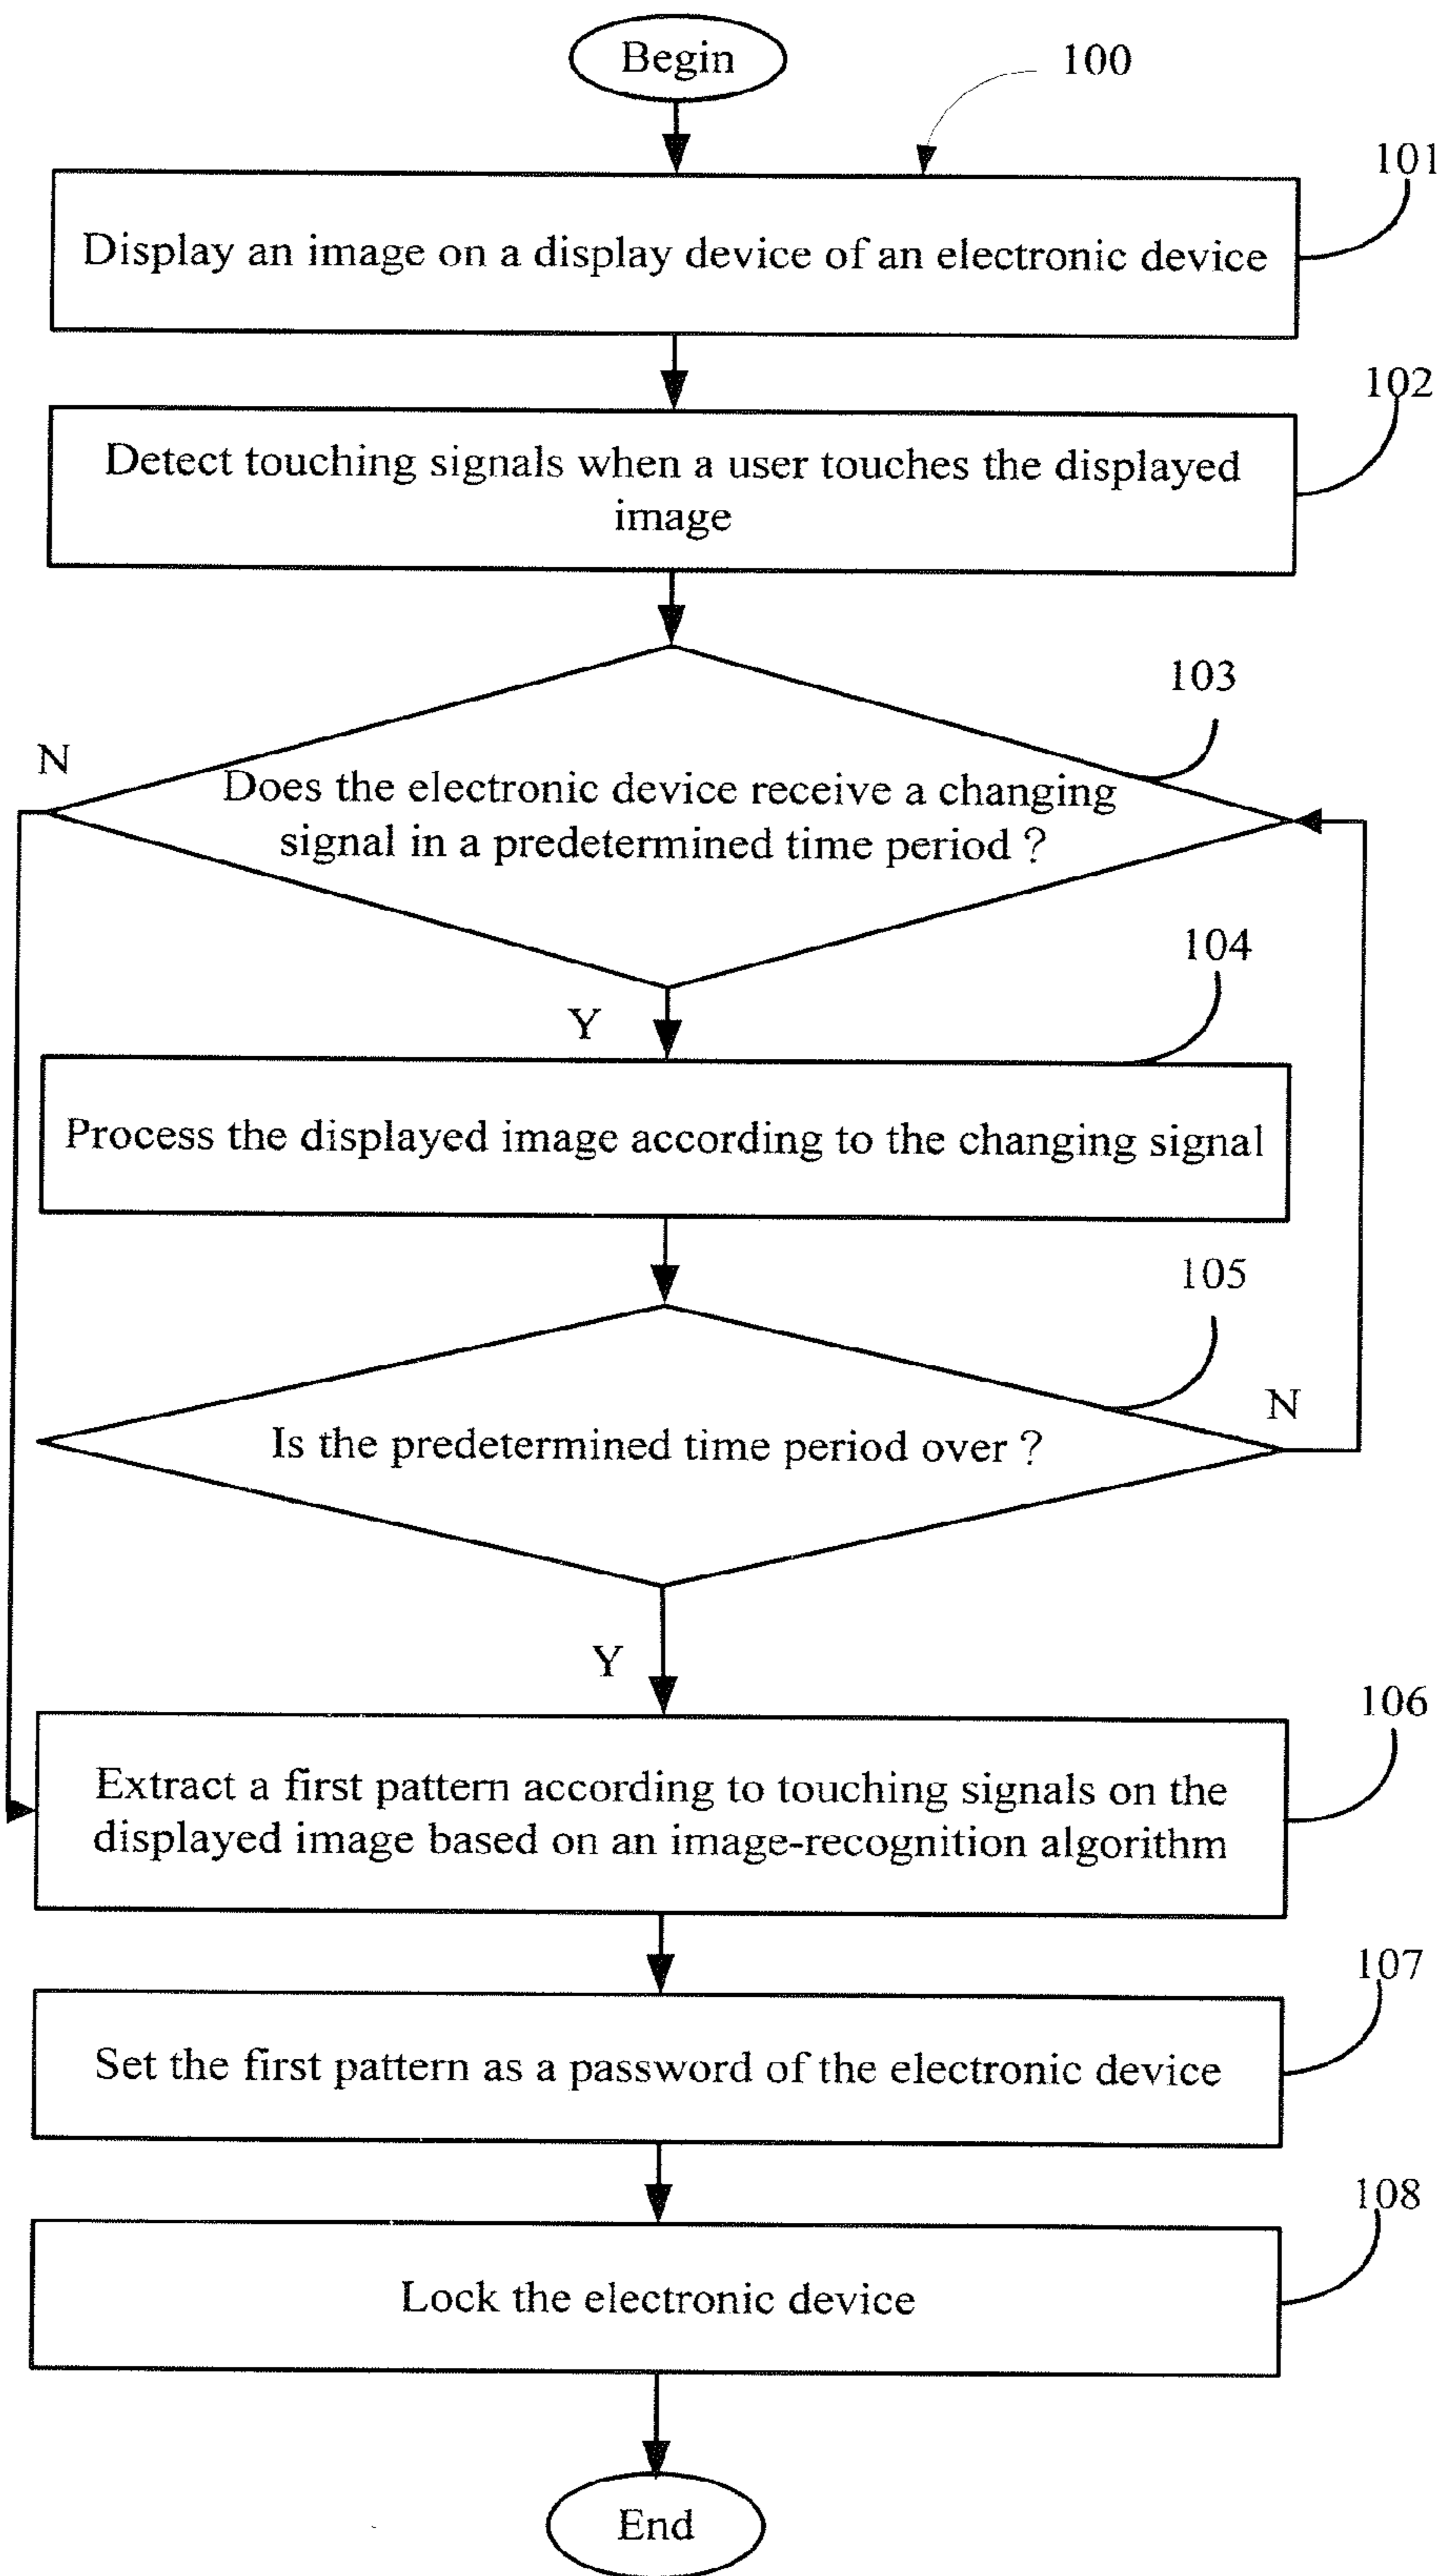 Begin
100
101
Display an image on a display device of an electronic device
102
Detect touching signals when a user touches the displayed
image
103
N
Does the electronic device receive a changing
signal in a predetermined time period ?
104
Y
Process the displayed image according to the changing signal
105
N
Is the predetermined time period over ?
Y
106
Extract a first pattern according to touching signals on the
displayed image based on an image-recognition algorithm
107
Set the first pattern as a password of the electronic device
108
Lock the electronic device
End